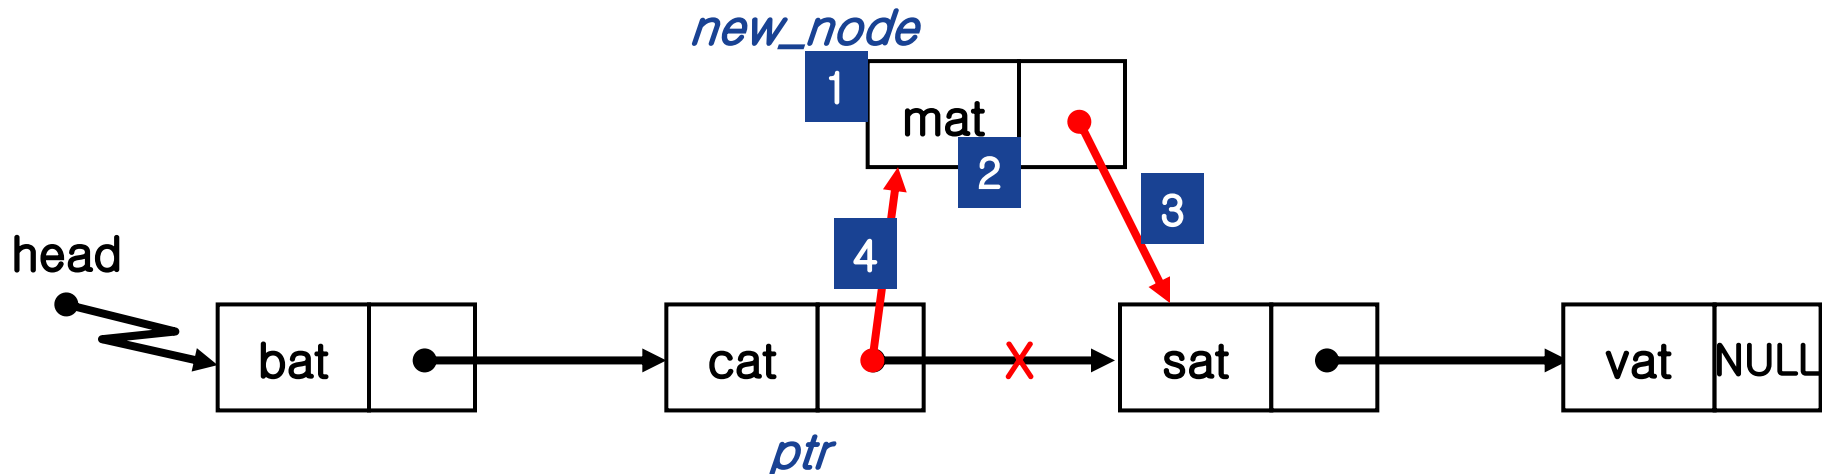 new_node
1
mat
2
3
4
head
bat
cat
X
sat
vat
NULL
ptr